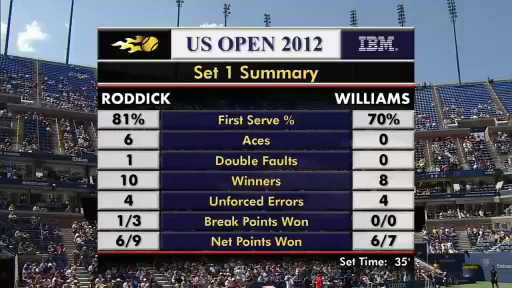 US OPEN 2012 IBM
Set 1 Summary
RODDICK WILLIAMS
81% First Serve % 70%
6 Aces 0
1 Double Faults 0
10 Winners 8
4 Unforced Errors 4
1/3 Break Points Won 0/0
6/9 Net Points Won 6/7
Set Time: 35'